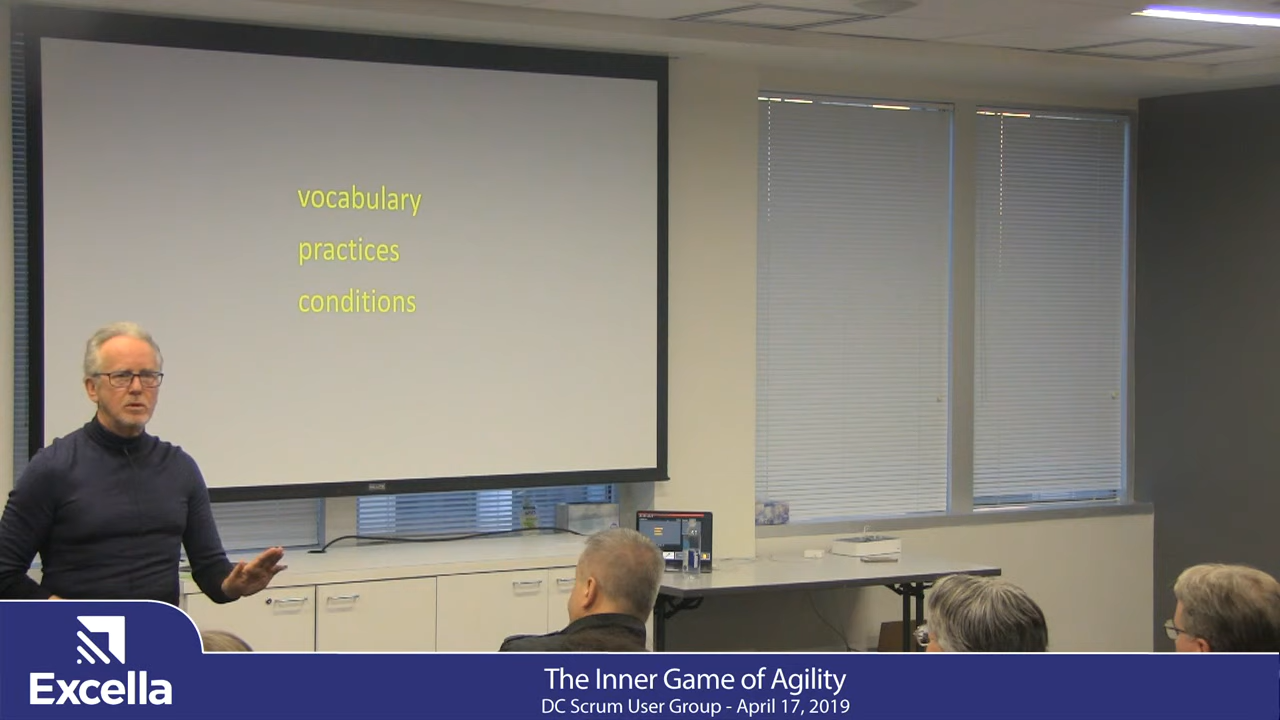 vocabulary
practices
conditions
Excella
The Inner Game of Agility
DC Scrum User Group - April 17, 2019